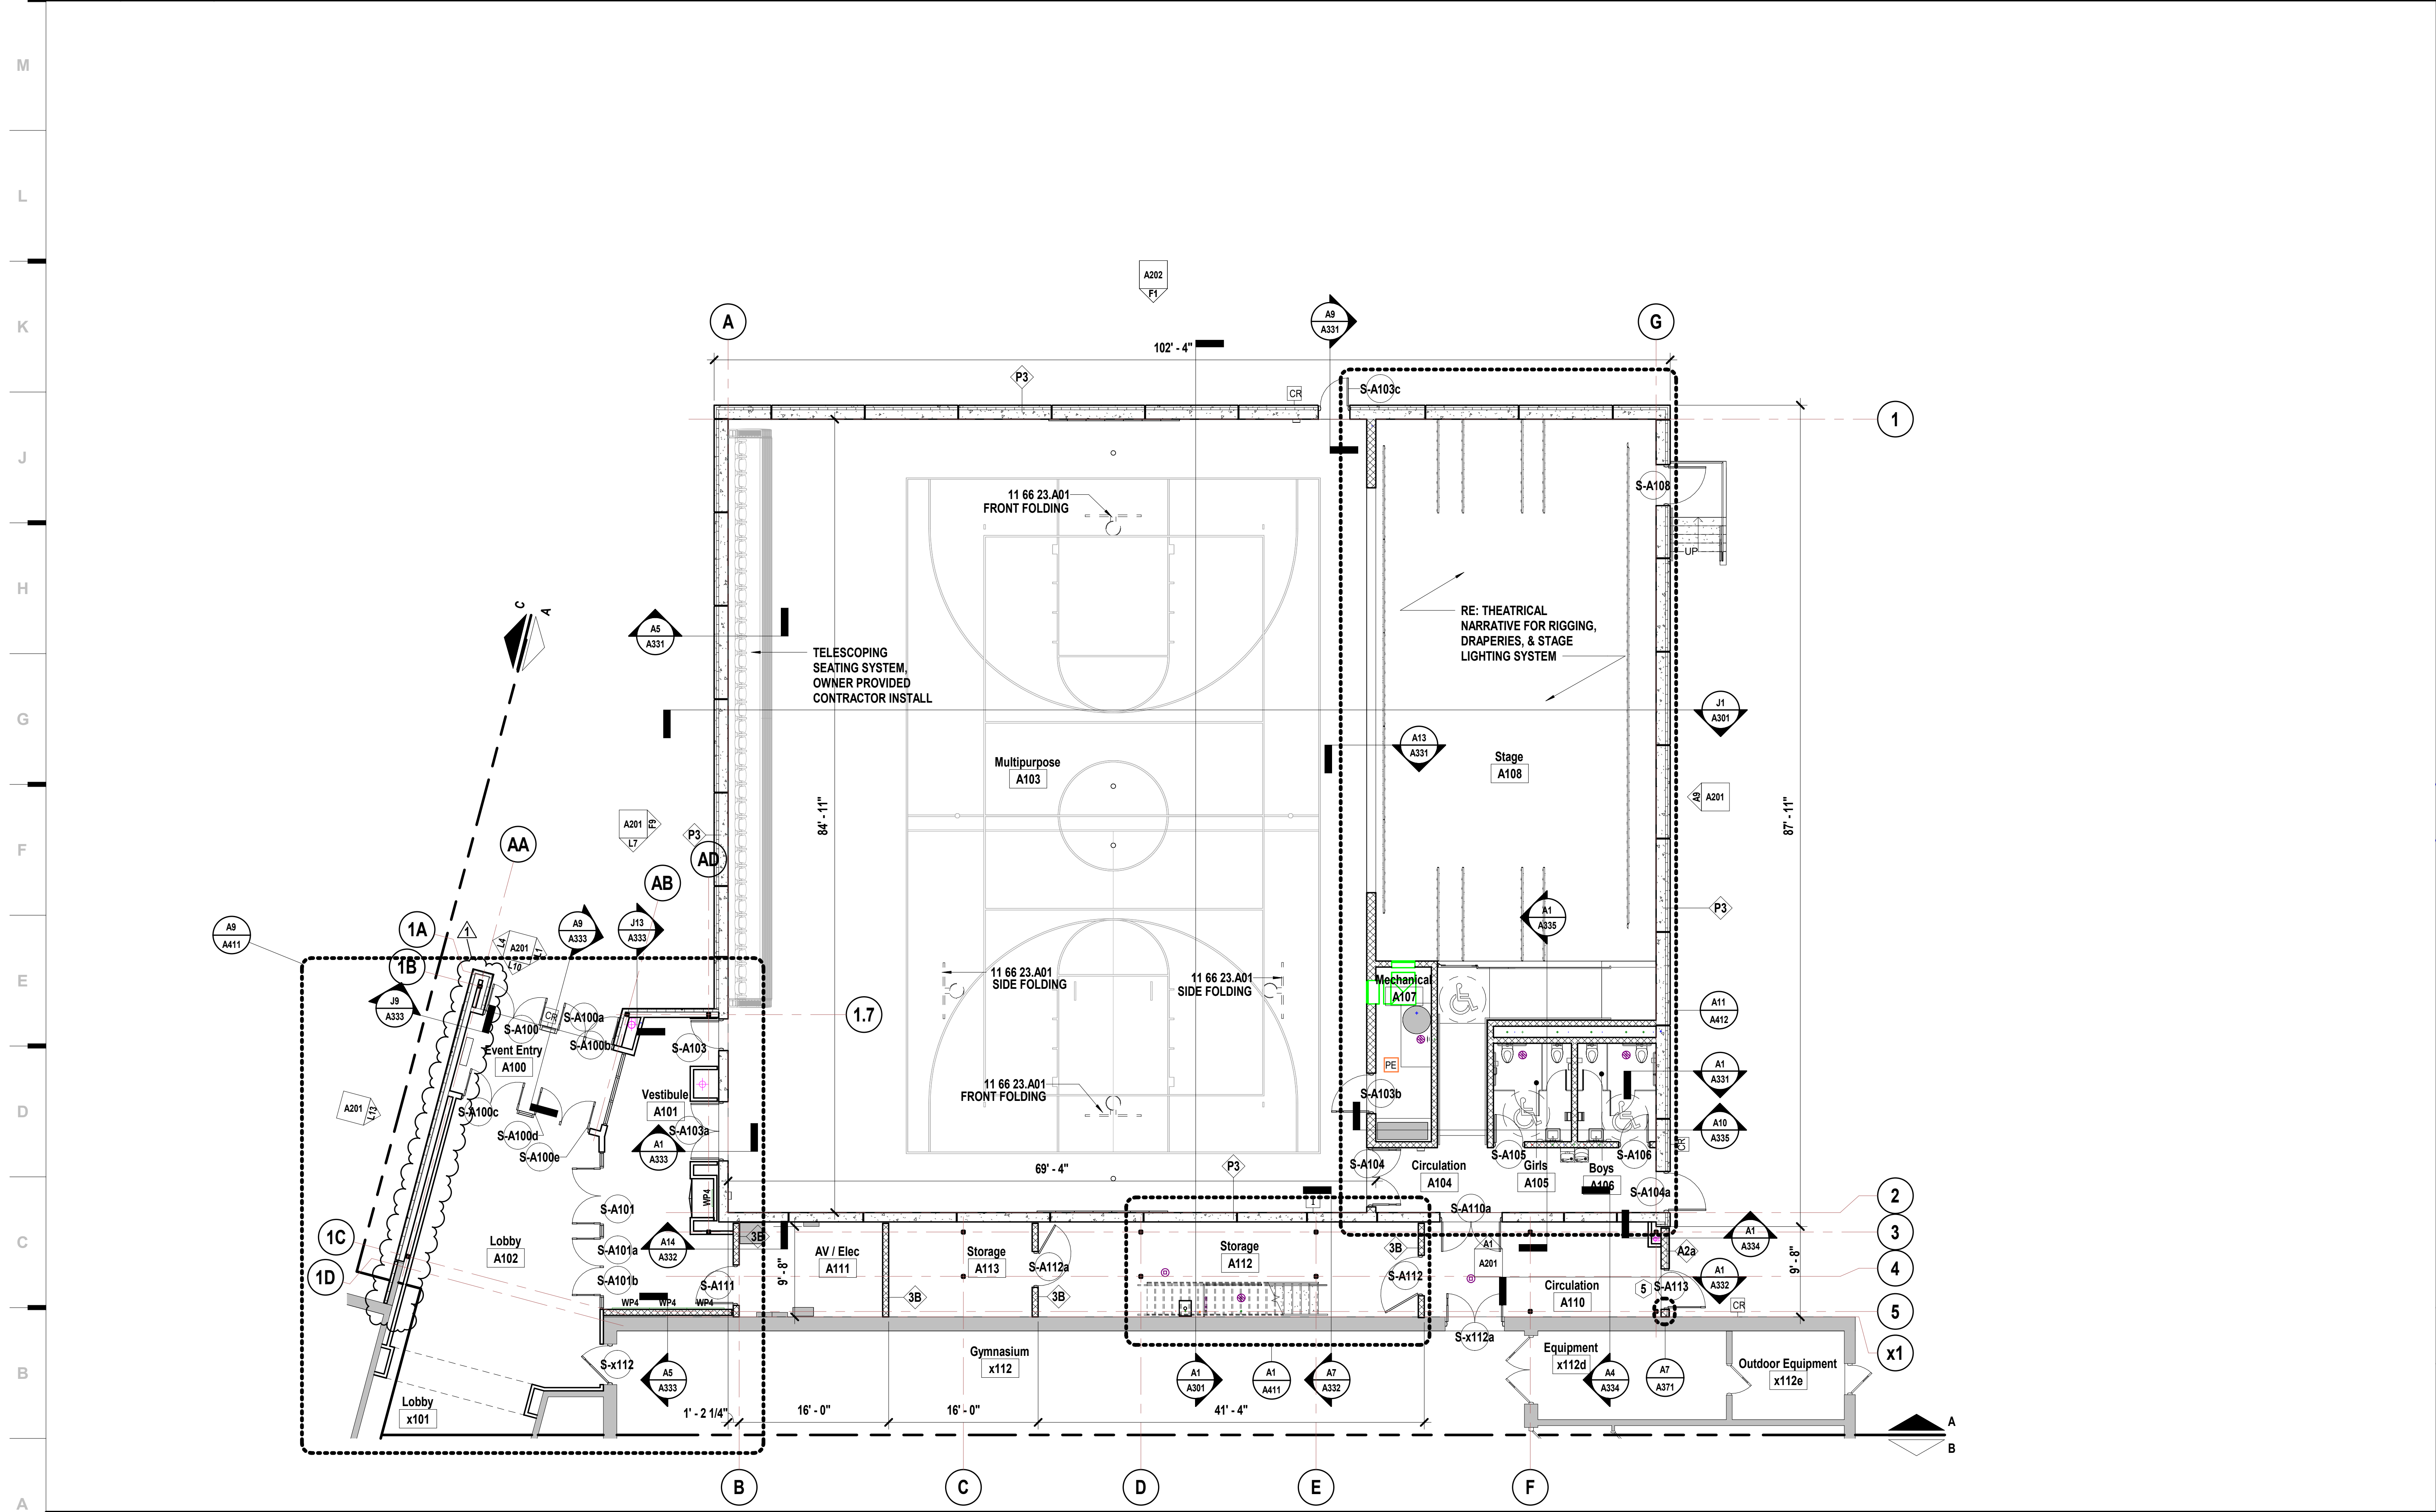 M
L
K
J
H
G
F
E
D
C
B
A
A202
F1
A9
A331
A
G
102' - 4"
P3
CR
S-A103c
1
S-A108
UP
11 66 23.A01
FRONT FOLDING
C
A
A5
A331
TELESCOPING
SEATING SYSTEM,
OWNER PROVIDED
CONTRACTOR INSTALL
RE: THEATRICAL
NARRATIVE FOR RIGGING,
DRAPERIES, & STAGE
LIGHTING SYSTEM
J1
A301
A13
A331
Multipurpose
A103
Stage
A108
84' - 11"
87' - 11"
A9
A201
A201
F9
L7
P3
AD
AA
AB
A1
A335
P3
A9
A411
1A
1
L4
A201
L1
L10
A9
A333
J13
A333
1B
J9
A333
11 66 23.A01
SIDE FOLDING
11 66 23.A01
SIDE FOLDING
Mechanical
A107
A11
A412
1.7
S-A100
CR
S-A100a
S-A100b
Event Entry
A100
S-A103
PE
A1
A331
11 66 23.A01
FRONT FOLDING
S-A103b
Vestibule
A101
A201
L13
S-A100c
S-A100d
S-A100e
S-A103a
A1
A333
A10
A335
CR
S-A105
S-A106
69' - 4"
P3
S-A104
Circulation
A104
Girls
A105
Boys
A106
S-A104a
WP4
1
2
S-A101
S-A110a
1C
Lobby
A102
S-A101a
A14
A332
3B
AV / Elec
A111
Storage
A113
S-A112a
Storage
A112
3B
A1
A201
A2a
A1
A334
3
9' - 8"
9' - 8"
1D
S-A101b
S-A111
S-A112
Circulation
A110
5
S-A113
A1
A332
4
WP4
WP4
WP4
3B
3B
CR
5
S-x112
Gymnasium
x112
S-x112a
Equipment
x112d
Outdoor Equipment
x112e
x1
A5
A333
A1
A301
A1
A411
A7
A332
A4
A334
A7
A371
Lobby
x101
1' - 2 1/4"
16' - 0"
16' - 0"
41' - 4"
A
B
B
C
D
E
F